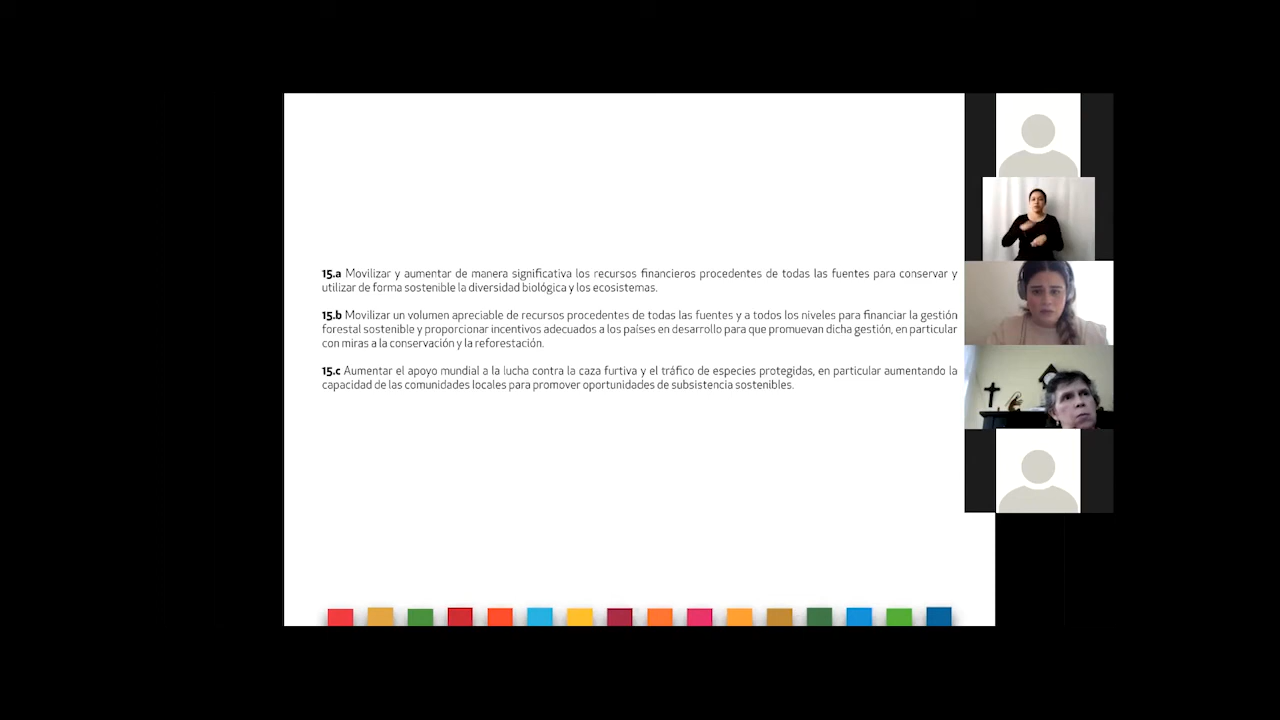 15.a Movilizar y aumentar de manera significativa los recursos financieros procedentes de todas las fuentes para conservar y
utilizar de forma sostenible la diversidad biológica y los ecosistemas.
15.b Movilizar un volumen apreciable de recursos procedentes de todas las fuentes y a todos los niveles para financiar la gestión
forestal sostenible y proporcionar incentivos adecuados a los países en desarrollo para que promuevan dicha gestión, en particular
con miras a la conservación y la reforestación.
15.c Aumentar el apoyo mundial a la lucha contra la caza furtiva y el tráfico de especies protegidas, en particular aumentando la
capacidad de las comunidades locales para promover oportunidades de subsistencia sostenibles.